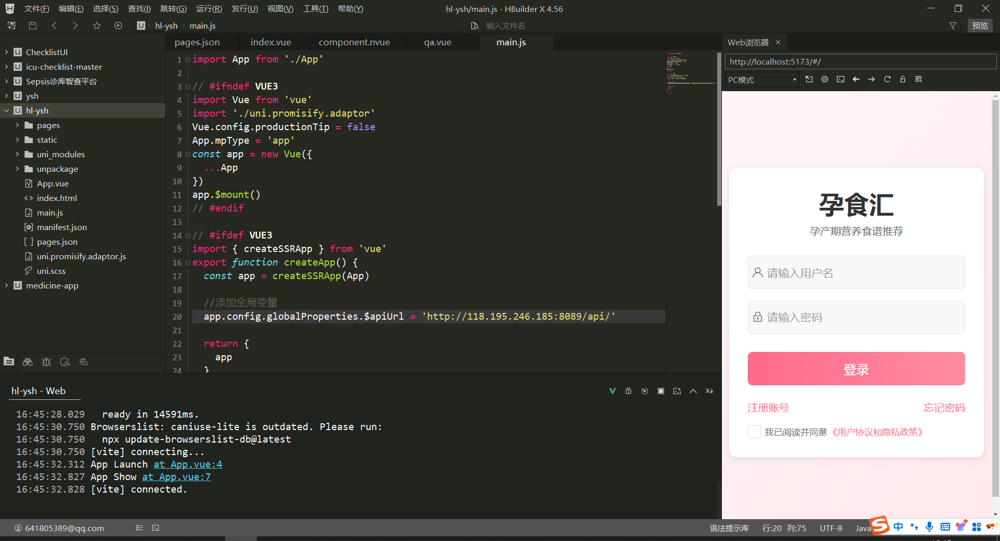 文件(F) 编辑(E) 选择(S) 查找(I) 跳转(G) 运行(R) 发行(U) 视图(V) 工具(T) 帮助(Y)
hl-ysh/main.js - HBuilder X 4.56
hl-ysh main.js
输入文件名
预览
ChecklistUI
icu-checklist-master
Sepsis诊库智查平台
ysh
hl-ysh
pages
static
uni_modules
unpackage
App.vue
index.html
main.js
manifest.json
pages.json
uni.promisify.adaptor.js
uni.scss
medicine-app
pages.json index.vue component.nvue qa.vue main.js
1 import App from './App'
2
3 // #ifndef VUE3
4 import Vue from 'vue'
5 import './uni.promisify.adaptor'
6 Vue.config.productionTip = false
7 App.mpType = 'app'
8 const app = new Vue({
9 ...App
10 })
11 app.$mount()
12 // #endif
13
14 // #ifdef VUE3
15 import { createSSRApp } from 'vue'
16 export function createApp() {
17 const app = createSSRApp(App)
18
19 //添加全局变量
20 app.config.globalProperties.$apiUrl = 'http://118.195.246.185:8089/api/'
21
22 return {
23 app
24 }
Web浏览器
http://localhost:5173/#/
PC模式
孕食汇
孕产期营养食谱推荐
请输入用户名
请输入密码
登录
注册账号 忘记密码
我已阅读并同意《用户协议和隐私政策》
hl-ysh - Web
16:45:28.029 ready in 14591ms.
16:45:30.750 Browserslist: caniuse-lite is outdated. Please run:
16:45:30.750 npx update-browserslist-db@latest
16:45:30.750 [vite] connecting...
16:45:32.312 App Launch at App.vue:4
16:45:32.827 App Show at App.vue:7
16:45:32.828 [vite] connected.
641805389@qq.com
语法提示库 行:20 列:75 UTF-8 Java
中